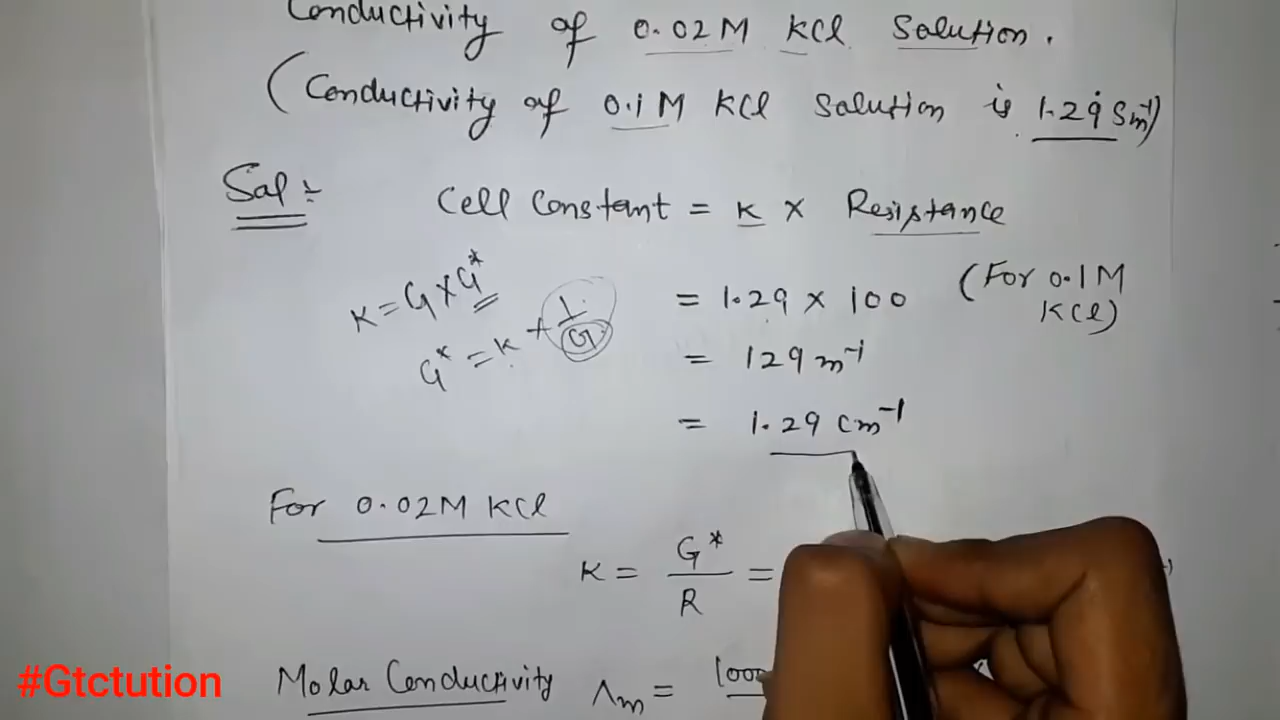 Conductivity of 0.02M KCl Solution.
(Conductivity of 0.1M KCl Solution is 1.29 Sm⁻¹)
Sol:
Cell Constant = K × Resistance
K = G × G*
G* = K + 1/G
= 1.29 × 100 (For 0.1M KCl)
= 129 m⁻¹
= 1.29 cm⁻¹
For 0.02M KCl
K = G*/R =
Molar Conductivity Λm = 1000
#Gtctution